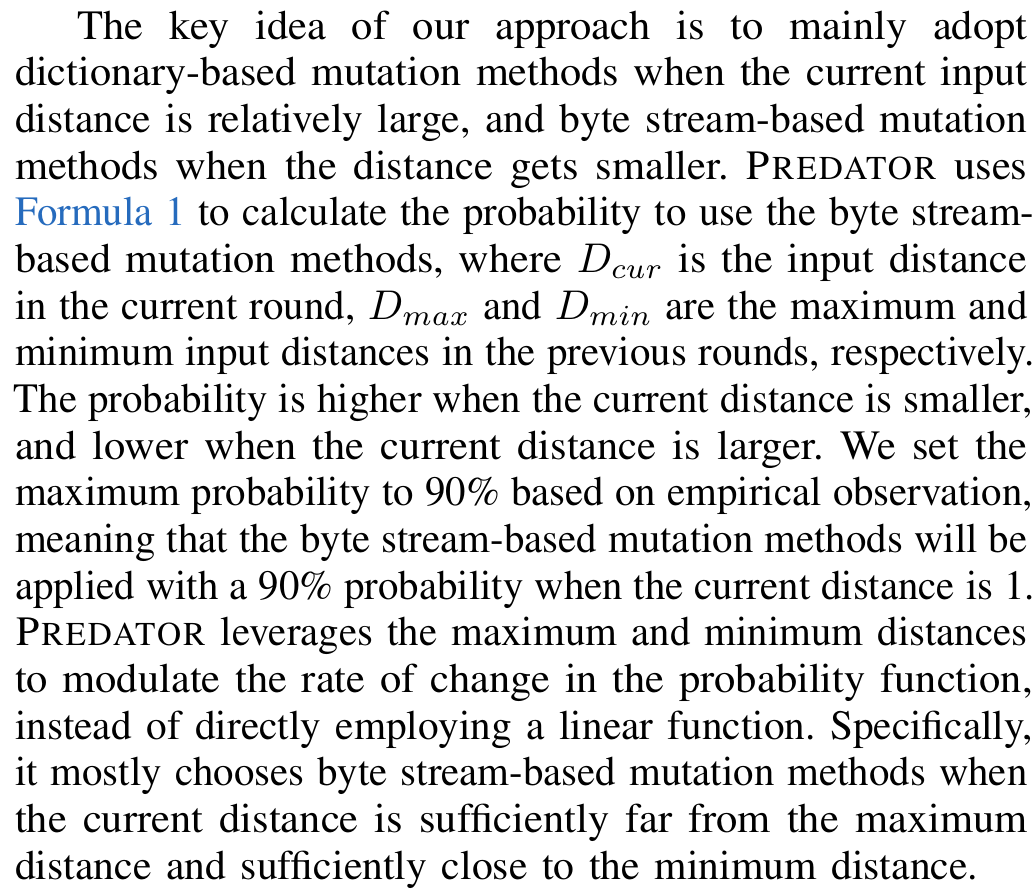 The key idea of our approach is to mainly adopt
dictionary-based mutation methods when the current input
distance is relatively large, and byte stream-based mutation
methods when the distance gets smaller. PREDATOR uses
Formula 1 to calculate the probability to use the byte stream-
based mutation methods, where D_{cur} is the input distance
in the current round, D_{max} and D_{min} are the maximum and
minimum input distances in the previous rounds, respectively.
The probability is higher when the current distance is smaller,
and lower when the current distance is larger. We set the
maximum probability to 90% based on empirical observation,
meaning that the byte stream-based mutation methods will be
applied with a 90% probability when the current distance is 1.
PREDATOR leverages the maximum and minimum distances
to modulate the rate of change in the probability function,
instead of directly employing a linear function. Specifically,
it mostly chooses byte stream-based mutation methods when
the current distance is sufficiently far from the maximum
distance and sufficiently close to the minimum distance.